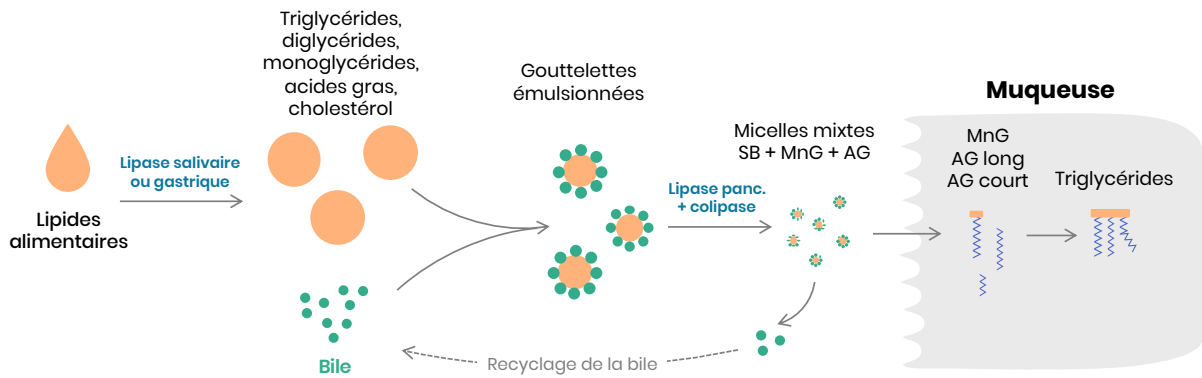 Lipides
alimentaires
Lipase salivaire
ou gastrique
Triglycérides,
diglycérides,
monoglycérides,
acides gras,
cholestérol
Bile
Gouttelettes
émulsionnées
Lipase panc.
+ colipase
Micelles mixtes
SB + MnG + AG
Recyclage de la bile
Muqueuse
MnG
AG long
AG court
Triglycérides